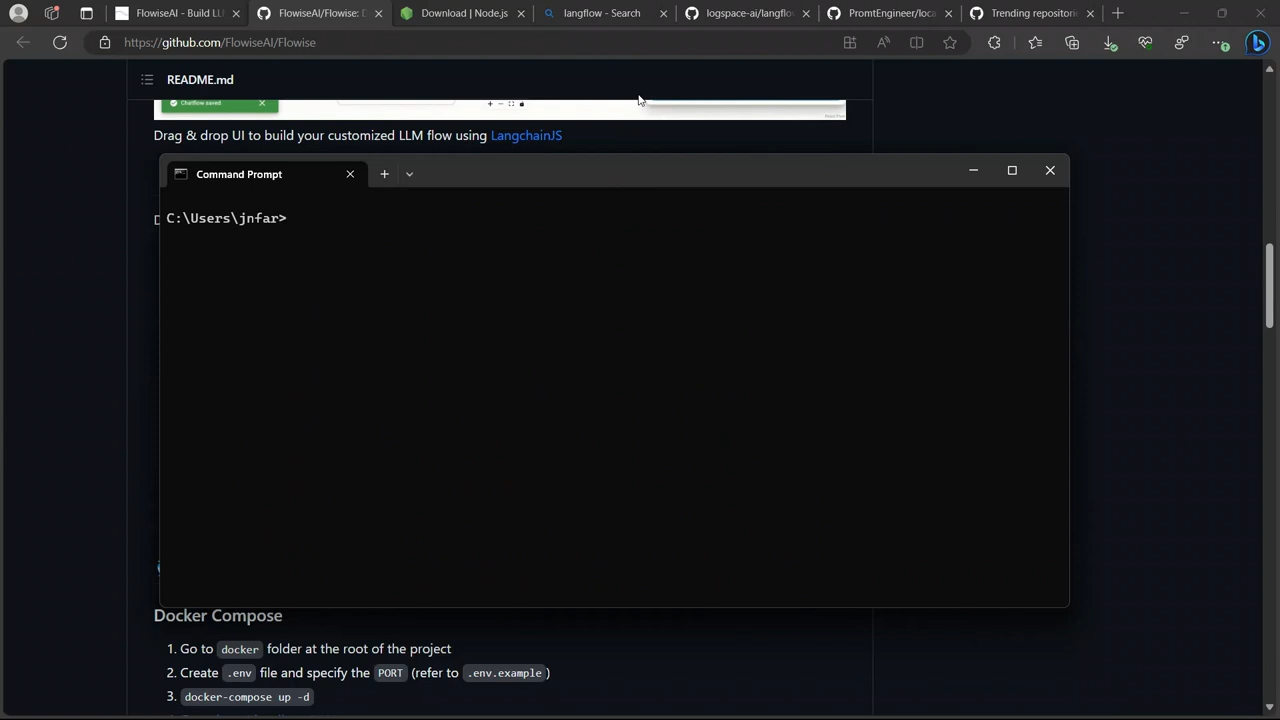 FlowiseAI - Build LL
FlowiseAI/Flowise: D
Download | Node.js
langflow - Search
logspace-ai/langflo
PromtEngineer/loca
Trending repositori
https://github.com/FlowiseAI/Flowise
README.md
Chatflow saved
Drag & drop UI to build your customized LLM flow using LangchainJS
Command Prompt
C:\Users\jnfar>
Docker Compose
1. Go to docker folder at the root of the project
2. Create .env file and specify the PORT (refer to .env.example)
3. docker-compose up -d